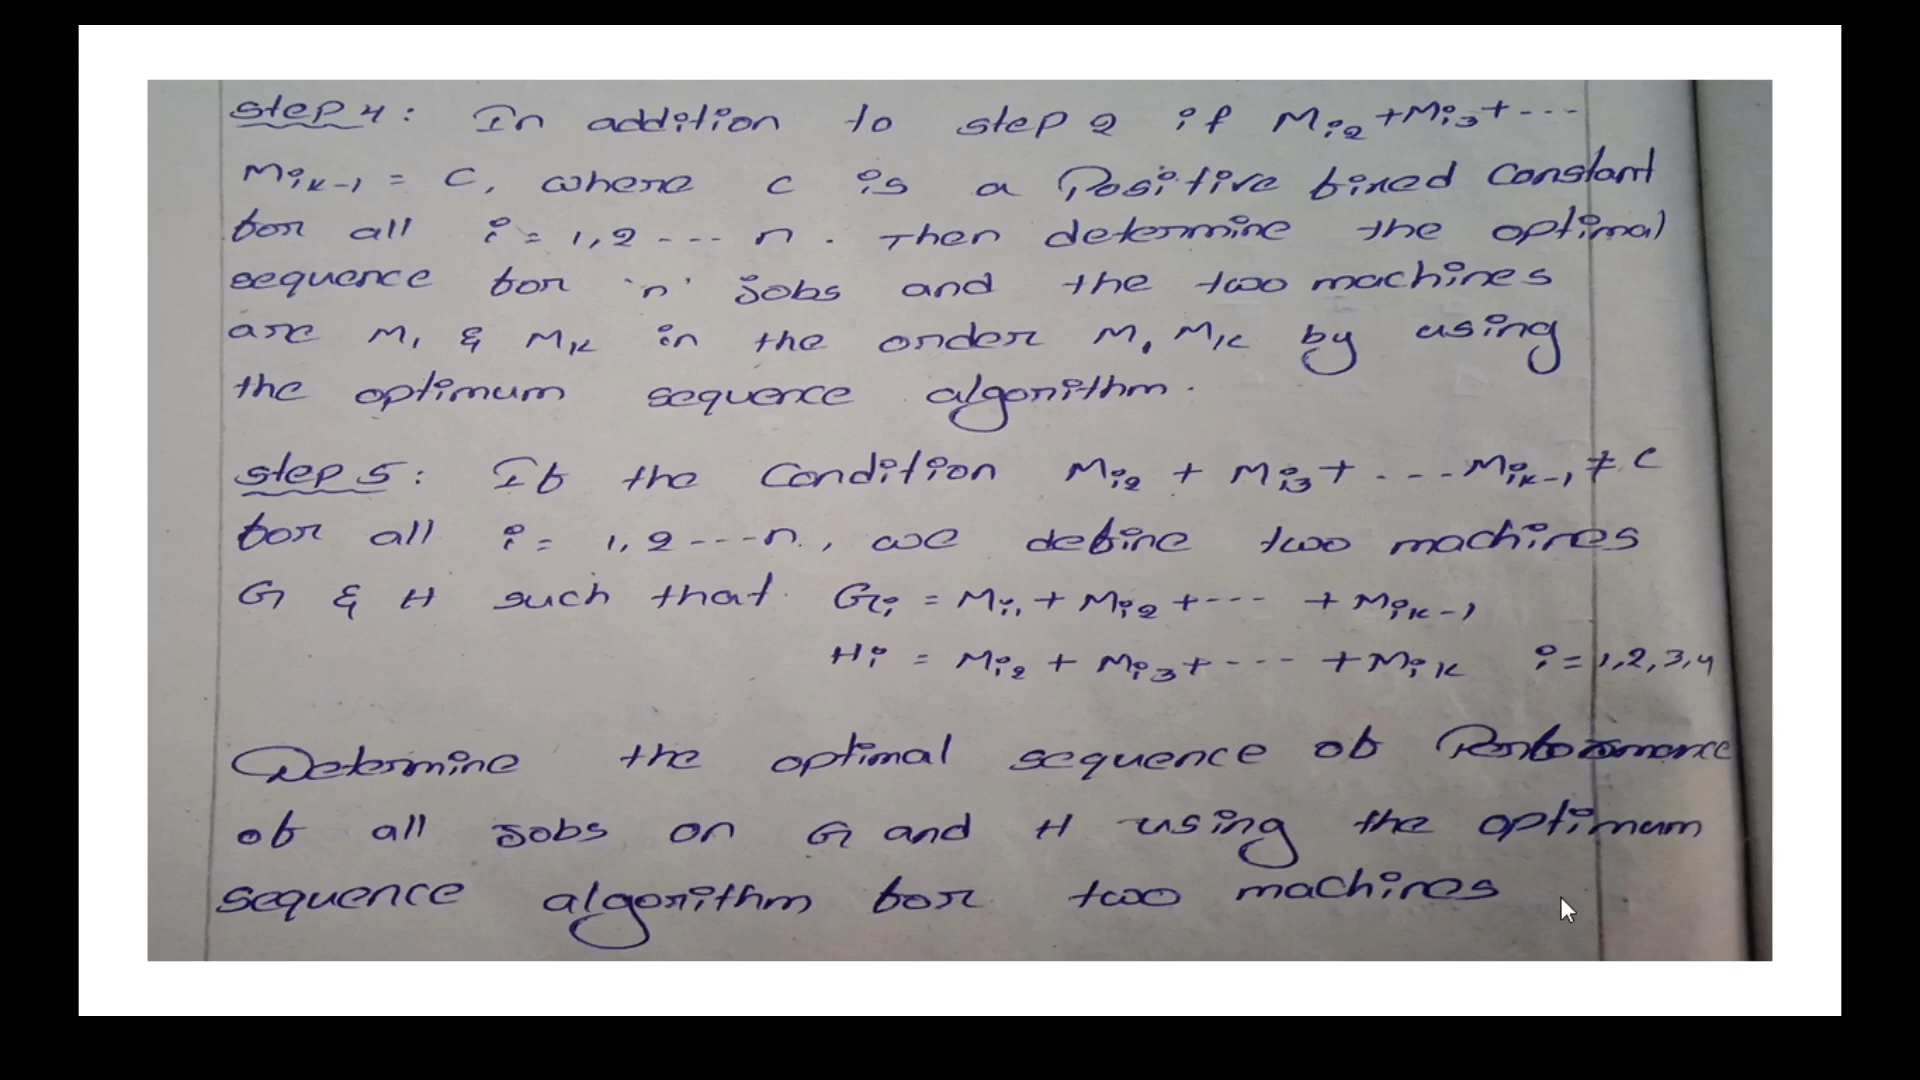 Step 4: In addition to step 2 if Mi2 + Mi3 + ---
Mik-1 = C, where c is a Positive fixed Constant
for all i = 1, 2 --- n. Then determine the optimal
sequence for 'n' jobs and the two machines
are M1 & MK in the order M1 MK by using
the optimum sequence algorithm.
Step 5: If the Condition Mi2 + Mi3 + ---- Mik-1 ≠ C
for all i = 1, 2 --- n, we define two machines
G & H such that Gi = Mi1 + Mi2 + --- + Mik-1
Hi = Mi2 + Mi3 + ---- + Mik i = 1, 2, 3, 4
Determine the optimal sequence of Performance
of all jobs on G and H using the optimum
sequence algorithm for two machines